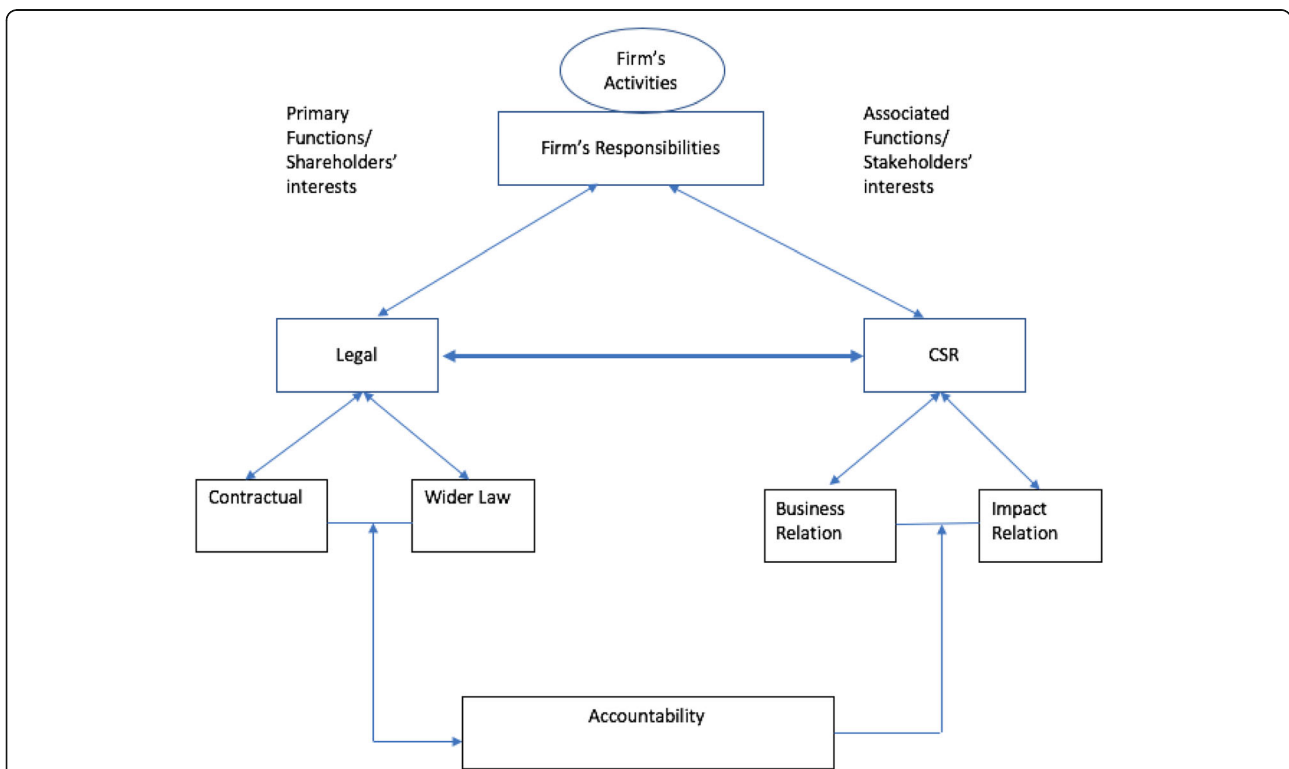 Firm's
Activities
Primary
Functions/
Shareholders'
interests
Associated
Functions/
Stakeholders'
interests
Firm's Responsibilities
Legal
CSR
Contractual
Wider Law
Business
Relation
Impact
Relation
Accountability